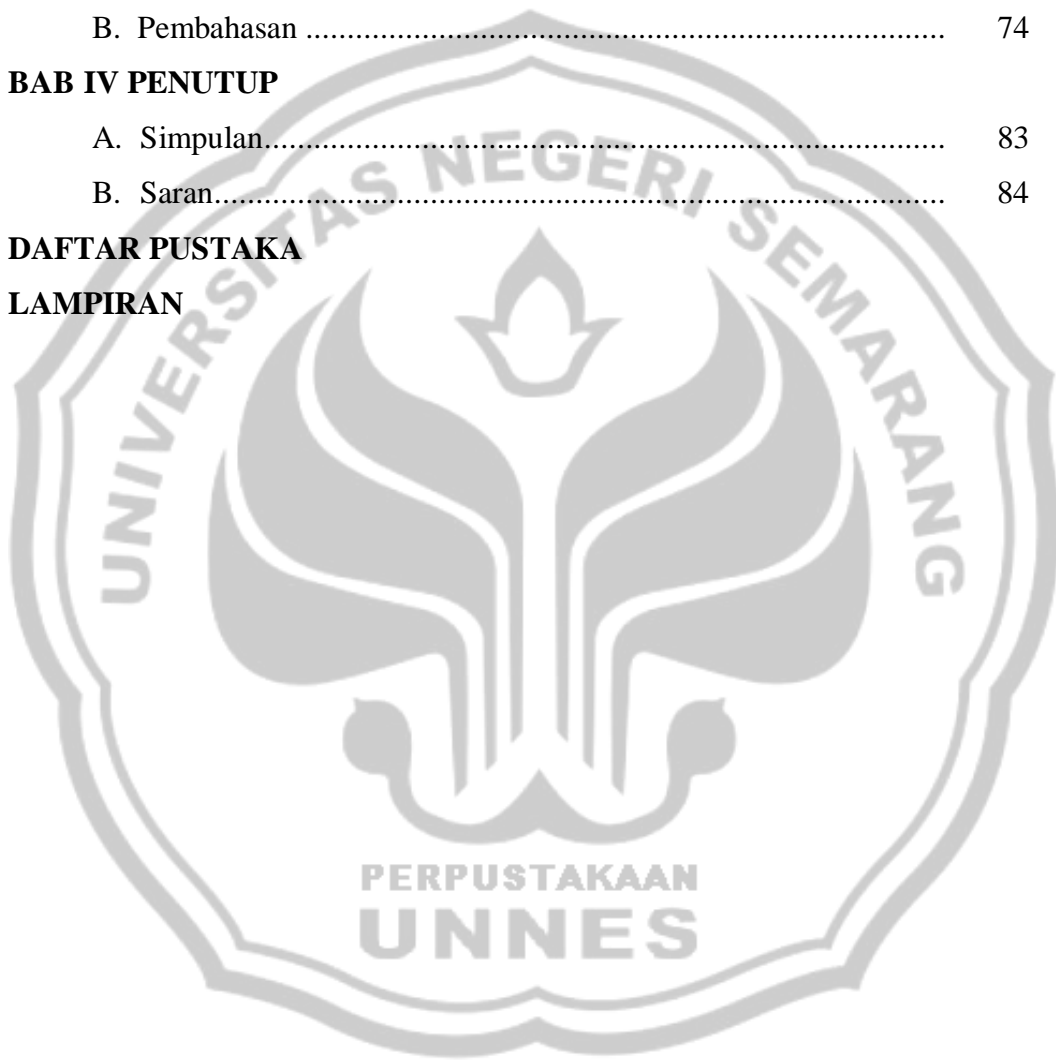 B. Pembahasan ........................................................................ 74
BAB IV PENUTUP
A. Simpulan............................................................................ 83
B. Saran.................................................................................. 84
DAFTAR PUSTAKA
LAMPIRAN
UNIVERSITAS NEGERI SEMARANG
PERPUSTAKAAN
UNNES